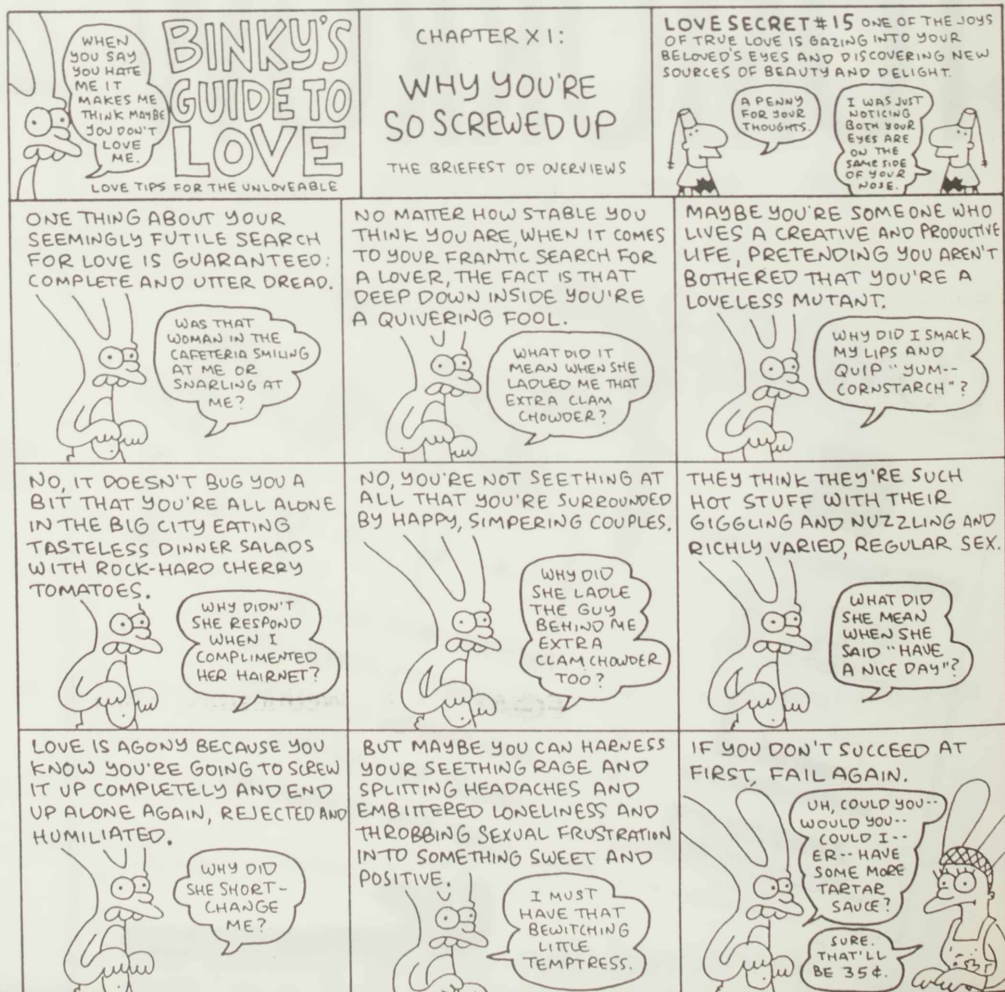 WHEN
YOU SAY
YOU HATE
ME IT
MAKES ME
THINK MAYBE
YOU DON'T
LOVE
ME.
BINKY'S
GUIDE TO
LOVE
LOVE TIPS FOR THE UNLOVEABLE
CHAPTER XI:
WHY YOU'RE
SO SCREWED UP
THE BRIEFEST OF OVERVIEWS
LOVE SECRET #15 ONE OF THE JOYS
OF TRUE LOVE IS GAZING INTO YOUR
BELOVED'S EYES AND DISCOVERING NEW
SOURCES OF BEAUTY AND DELIGHT.
A PENNY
FOR YOUR
THOUGHTS.
I WAS JUST
NOTICING
BOTH YOUR
EYES ARE
ON THE
SAME SIDE
OF YOUR
NOSE.
ONE THING ABOUT YOUR
SEEMINGLY FUTILE SEARCH
FOR LOVE IS GUARANTEED:
COMPLETE AND UTTER DREAD.
WAS THAT
WOMAN IN THE
CAFETERIA SMILING
AT ME OR
SNARLING AT
ME?
NO MATTER HOW STABLE YOU
THINK YOU ARE, WHEN IT COMES
TO YOUR FRANTIC SEARCH FOR
A LOVER, THE FACT IS THAT
DEEP DOWN INSIDE YOU'RE
A QUIVERING FOOL.
WHAT DID IT
MEAN WHEN SHE
LADLED ME THAT
EXTRA CLAM
CHOWDER?
MAYBE YOU'RE SOMEONE WHO
LIVES A CREATIVE AND PRODUCTIVE
LIFE, PRETENDING YOU AREN'T
BOTHERED THAT YOU'RE A
LOVELESS MUTANT.
WHY DID I SMACK
MY LIPS AND
QUIP "YUM--
CORNSTARCH"?
NO, IT DOESN'T BUG YOU A
BIT THAT YOU'RE ALL ALONE
IN THE BIG CITY EATING
TASTELESS DINNER SALADS
WITH ROCK-HARD CHERRY
TOMATOES.
WHY DIDN'T
SHE RESPOND
WHEN I
COMPLIMENTED
HER HAIRNET?
NO, YOU'RE NOT SEETHING AT
ALL THAT YOU'RE SURROUNDED
BY HAPPY, SIMPERING COUPLES.
WHY DID
SHE LADLE
THE GUY
BEHIND ME
EXTRA
CLAM CHOWDER
TOO?
THEY THINK THEY'RE SUCH
HOT STUFF WITH THEIR
GIGGLING AND NUZZLING AND
RICHLY VARIED, REGULAR SEX.
WHAT DID
SHE MEAN
WHEN SHE
SAID "HAVE
A NICE DAY"?
LOVE IS AGONY BECAUSE YOU
KNOW YOU'RE GOING TO SCREW
IT UP COMPLETELY AND END
UP ALONE AGAIN, REJECTED AND
HUMILIATED.
WHY DID
SHE SHORT-
CHANGE
ME?
BUT MAYBE YOU CAN HARNESS
YOUR SEETHING RAGE AND
SPLITTING HEADACHES AND
EMBITTERED LONELINESS AND
THROBBING SEXUAL FRUSTRATION
INTO SOMETHING SWEET AND
POSITIVE.
I MUST
HAVE THAT
BEWITCHING
LITTLE
TEMPTRESS.
IF YOU DON'T SUCCEED AT
FIRST, FAIL AGAIN.
UH, COULD YOU--
WOULD YOU--
COULD I--
ER-- HAVE
SOME MORE
TARTAR
SAUCE?
SURE.
THAT'LL
BE 35¢.